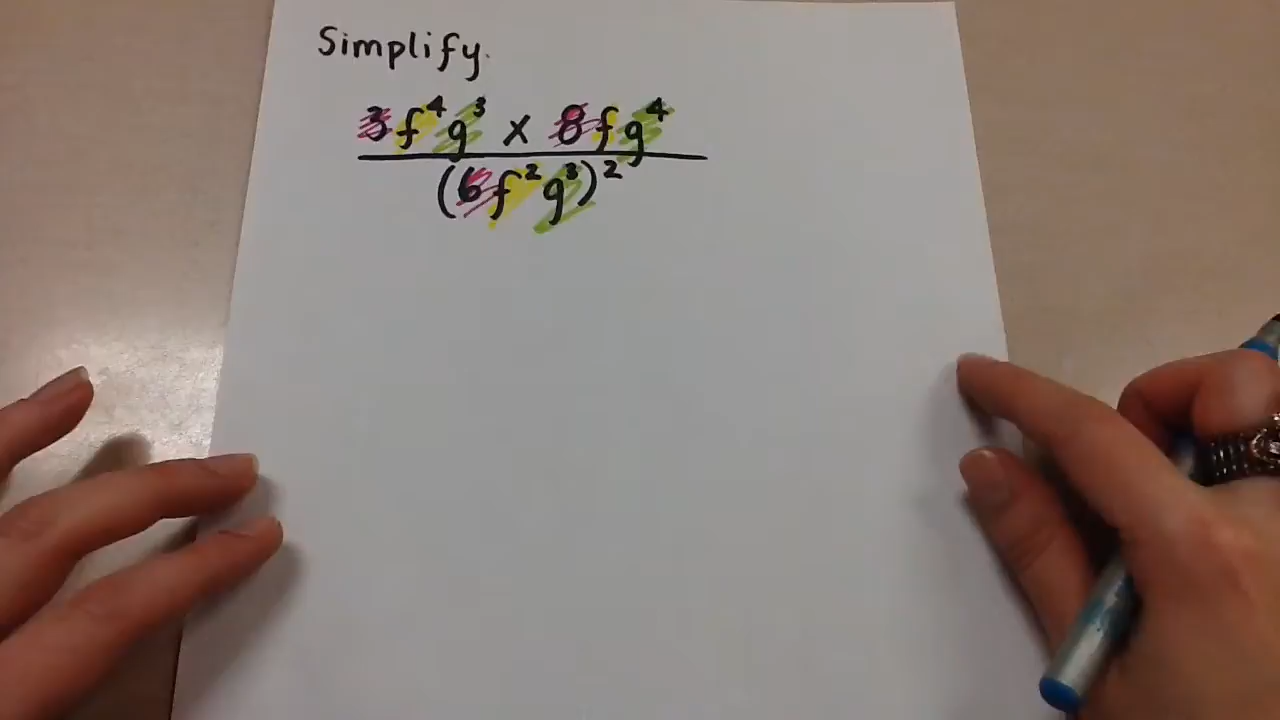 Simplify.
3f⁴g³ × 8fg⁴
(6f²g³)²